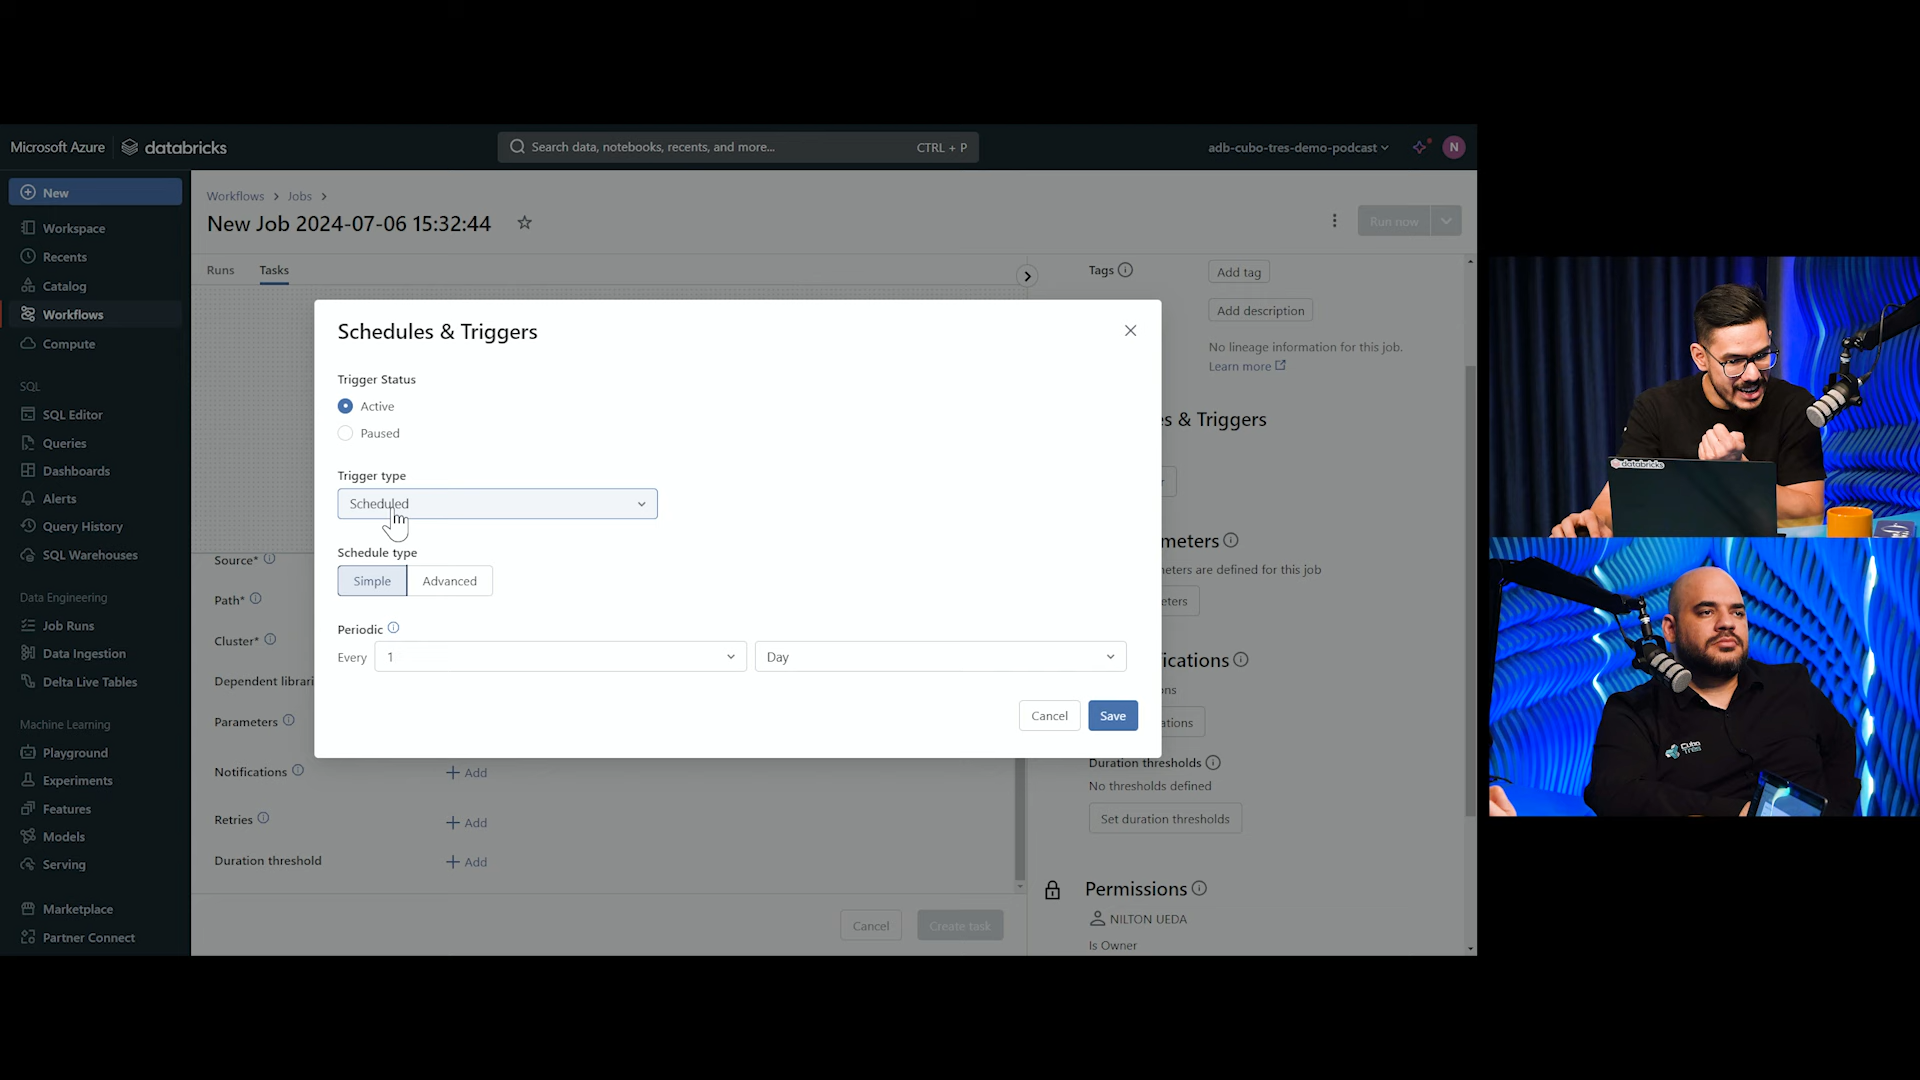 Microsoft Azure databricks
Search data, notebooks, recents, and more... CTRL + P
adb-cubo-tres-demo-podcast N
New
Workspace
Recents
Catalog
Workflows
Compute
SQL
SQL Editor
Queries
Dashboards
Alerts
Query History
SQL Warehouses
Data Engineering
Job Runs
Data Ingestion
Delta Live Tables
Machine Learning
Playground
Experiments
Features
Models
Serving
Marketplace
Partner Connect
Workflows > Jobs >
New Job 2024-07-06 15:32:44
Run now
Runs Tasks
Schedules & Triggers
Trigger Status
Active
Paused
Trigger type
Scheduled
Schedule type
Simple Advanced
Periodic
Every 1 Day
Cancel Save
Source*
Path*
Cluster*
Dependent librari
Parameters
Notifications + Add
Retries + Add
Duration threshold + Add
Cancel Create task
Tags Add tag
Add description
No lineage information for this job.
Learn more
s & Triggers
r
meters
eters are defined for this job
eters
ications
ns
ations
Duration thresholds
No thresholds defined
Set duration thresholds
Permissions
NILTON UEDA
Is Owner
databricks
Cubo
Três